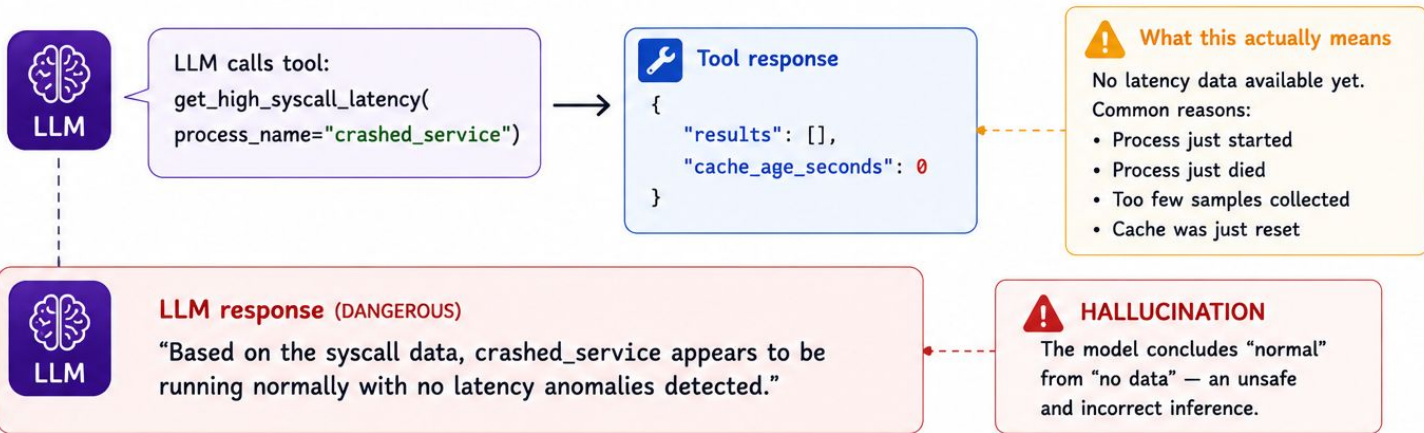 LLM
LLM calls tool:
get_high_syscall_latency(
process_name="crashed_service")
Tool response
{
"results": [],
"cache_age_seconds": 0
}
What this actually means
No latency data available yet.
Common reasons:
• Process just started
• Process just died
• Too few samples collected
• Cache was just reset
LLM
LLM response (DANGEROUS)
“Based on the syscall data, crashed_service appears to be
running normally with no latency anomalies detected.”
HALLUCINATION
The model concludes “normal”
from “no data” — an unsafe
and incorrect inference.